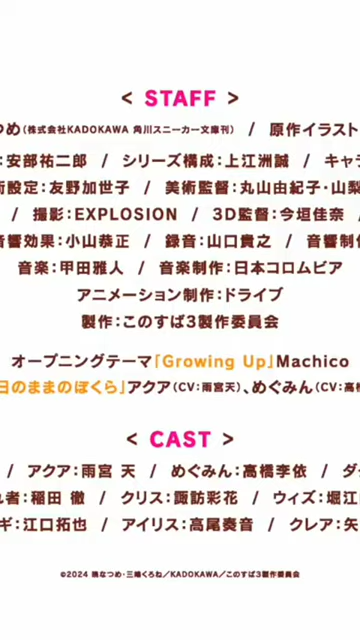 < STAFF >
つめ(株式会社KADOKAWA 角川スニーカー文庫刊) / 原作イラスト
:安部祐二郎 / シリーズ構成:上江洲誠 / キャラ
術設定:友野加世子 / 美術監督:丸山由紀子・山梨
/ 撮影:EXPLOSION / 3D監督:今垣佳奈 /
音響効果:小山恭正 / 録音:山口貴之 / 音響制作
音楽:甲田雅人 / 音楽制作:日本コロムビア
アニメーション制作:ドライブ
製作:このすば3製作委員会
オープニングテーマ「Growing Up」Machico
日のままのぼくら」アクア(CV:雨宮天)、めぐみん(CV:高橋
< CAST >
/ アクア:雨宮 天 / めぐみん:高橋李依 / ダ
者:稲田 徹 / クリス:諏訪彩花 / ウィズ:堀江
ギ:江口拓也 / アイリス:高尾奏音 / クレア:矢
©2024 暁なつめ・三嶋くろね/KADOKAWA/このすば3製作委員会